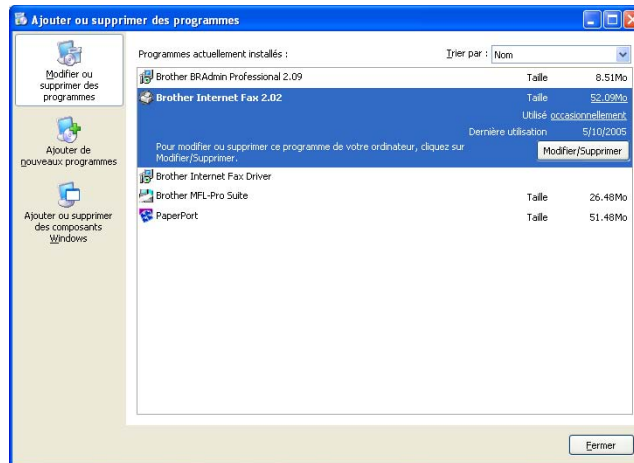 Ajouter ou supprimer des programmes
Modifier ou
supprimer des
programmes
Ajouter de
nouveaux programmes
Ajouter ou supprimer
des composants
Windows
Programmes actuellement installés :
Trier par : Nom
Brother BRAdmin Professional 2.09 Taille 8.51Mo
Brother Internet Fax 2.02 Taille 52.09Mo
Utilisé occasionnellement
Dernière utilisation 5/10/2005
Pour modifier ou supprimer ce programme de votre ordinateur, cliquez sur
Modifier/Supprimer.
Modifier/Supprimer
Brother Internet Fax Driver
Brother MFL-Pro Suite Taille 26.48Mo
PaperPort Taille 51.48Mo
Fermer